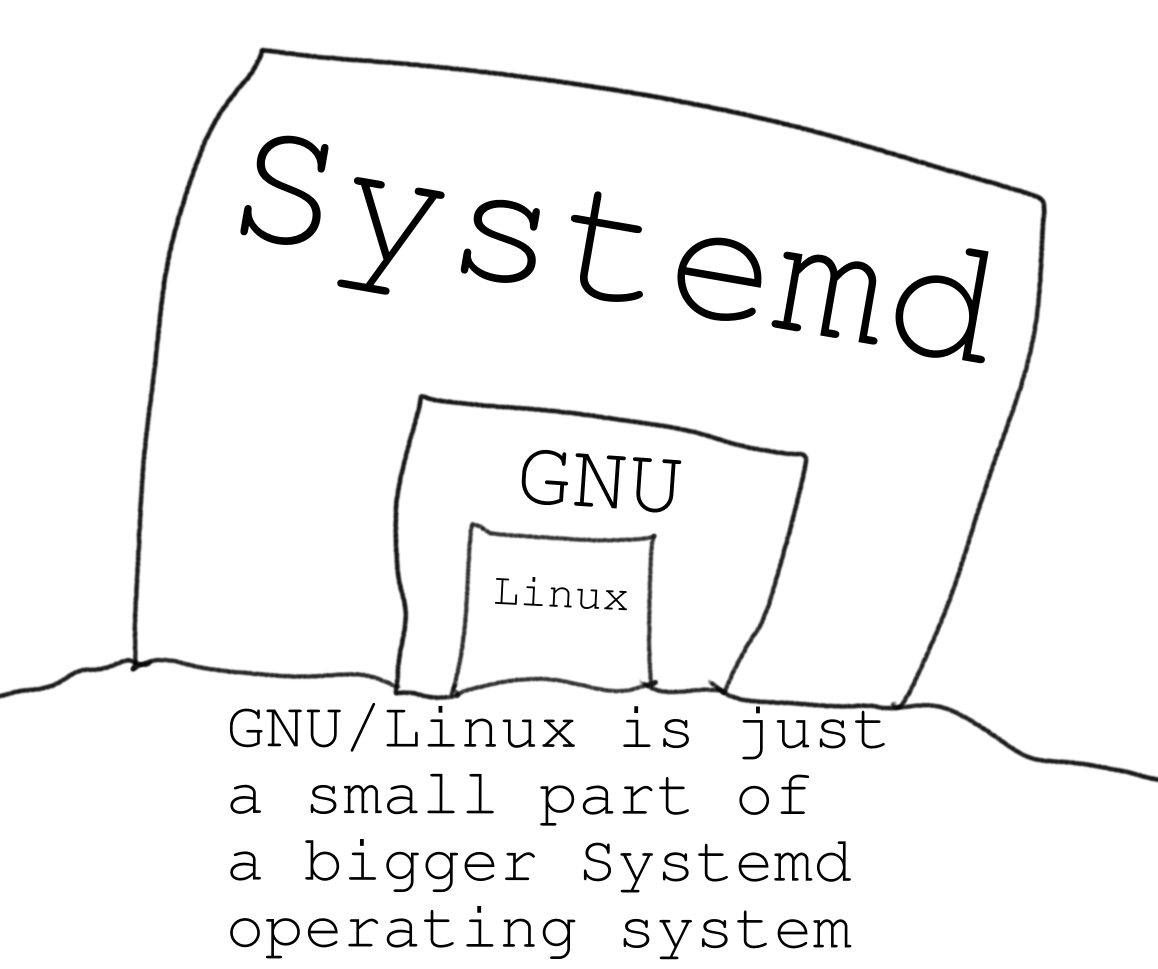 Systemd
GNU
Linux
GNU/Linux is just
a small part of
a bigger Systemd
operating system